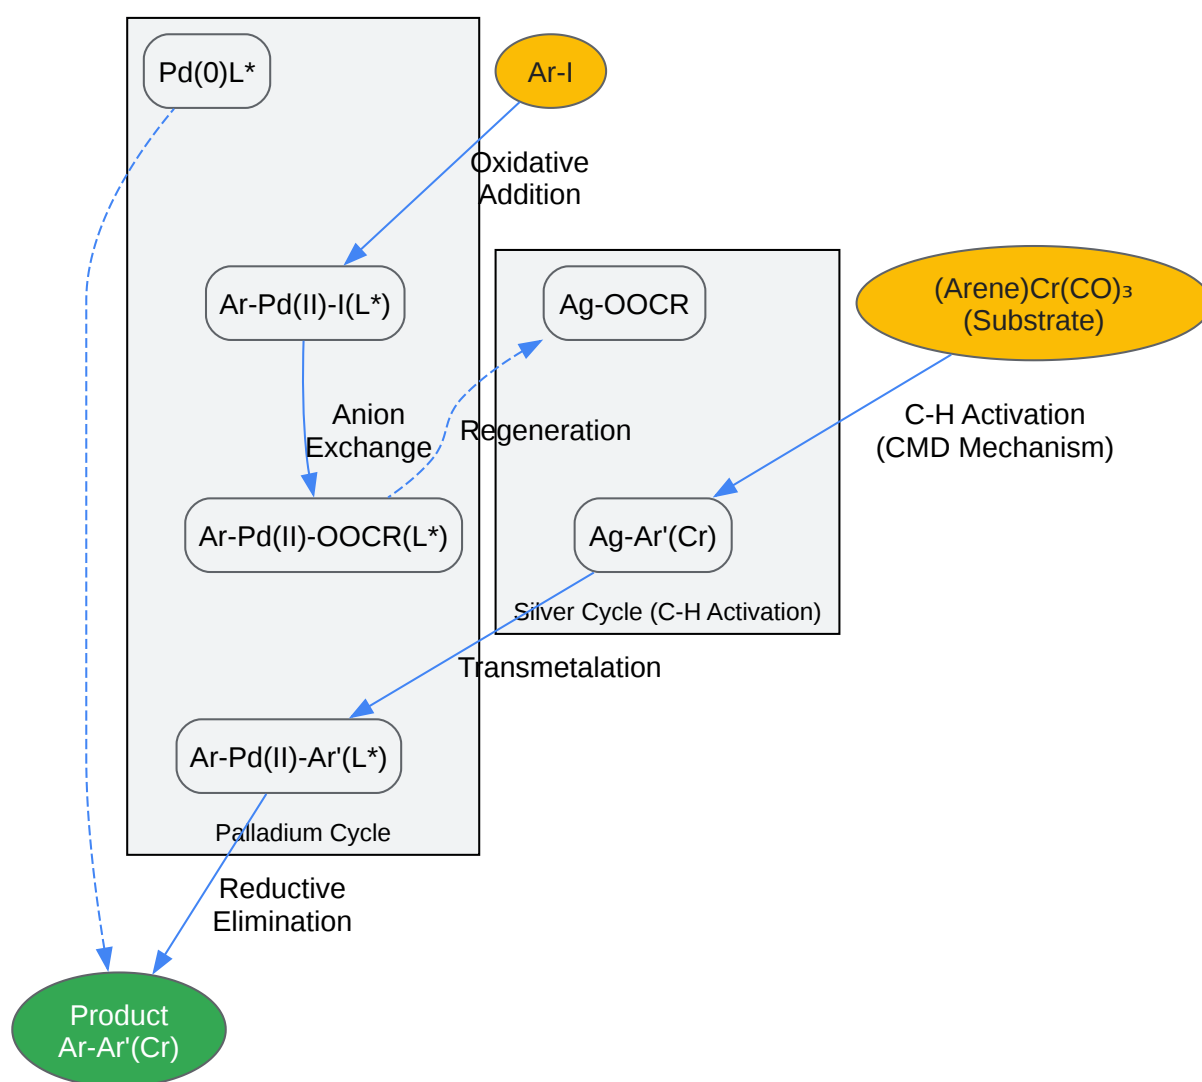 Pd(0)L*
Ar-I
Oxidative
Addition
Ar-Pd(II)-I(L*)
Ag-OOCR
(Arene)Cr(CO)₃
(Substrate)
Anion
Exchange
Regeneration
C-H Activation
(CMD Mechanism)
Ar-Pd(II)-OOCR(L*)
Ag-Ar'(Cr)
Silver Cycle (C-H Activation)
Transmetalation
Ar-Pd(II)-Ar'(L*)
Palladium Cycle
Reductive
Elimination
Product
Ar-Ar'(Cr)